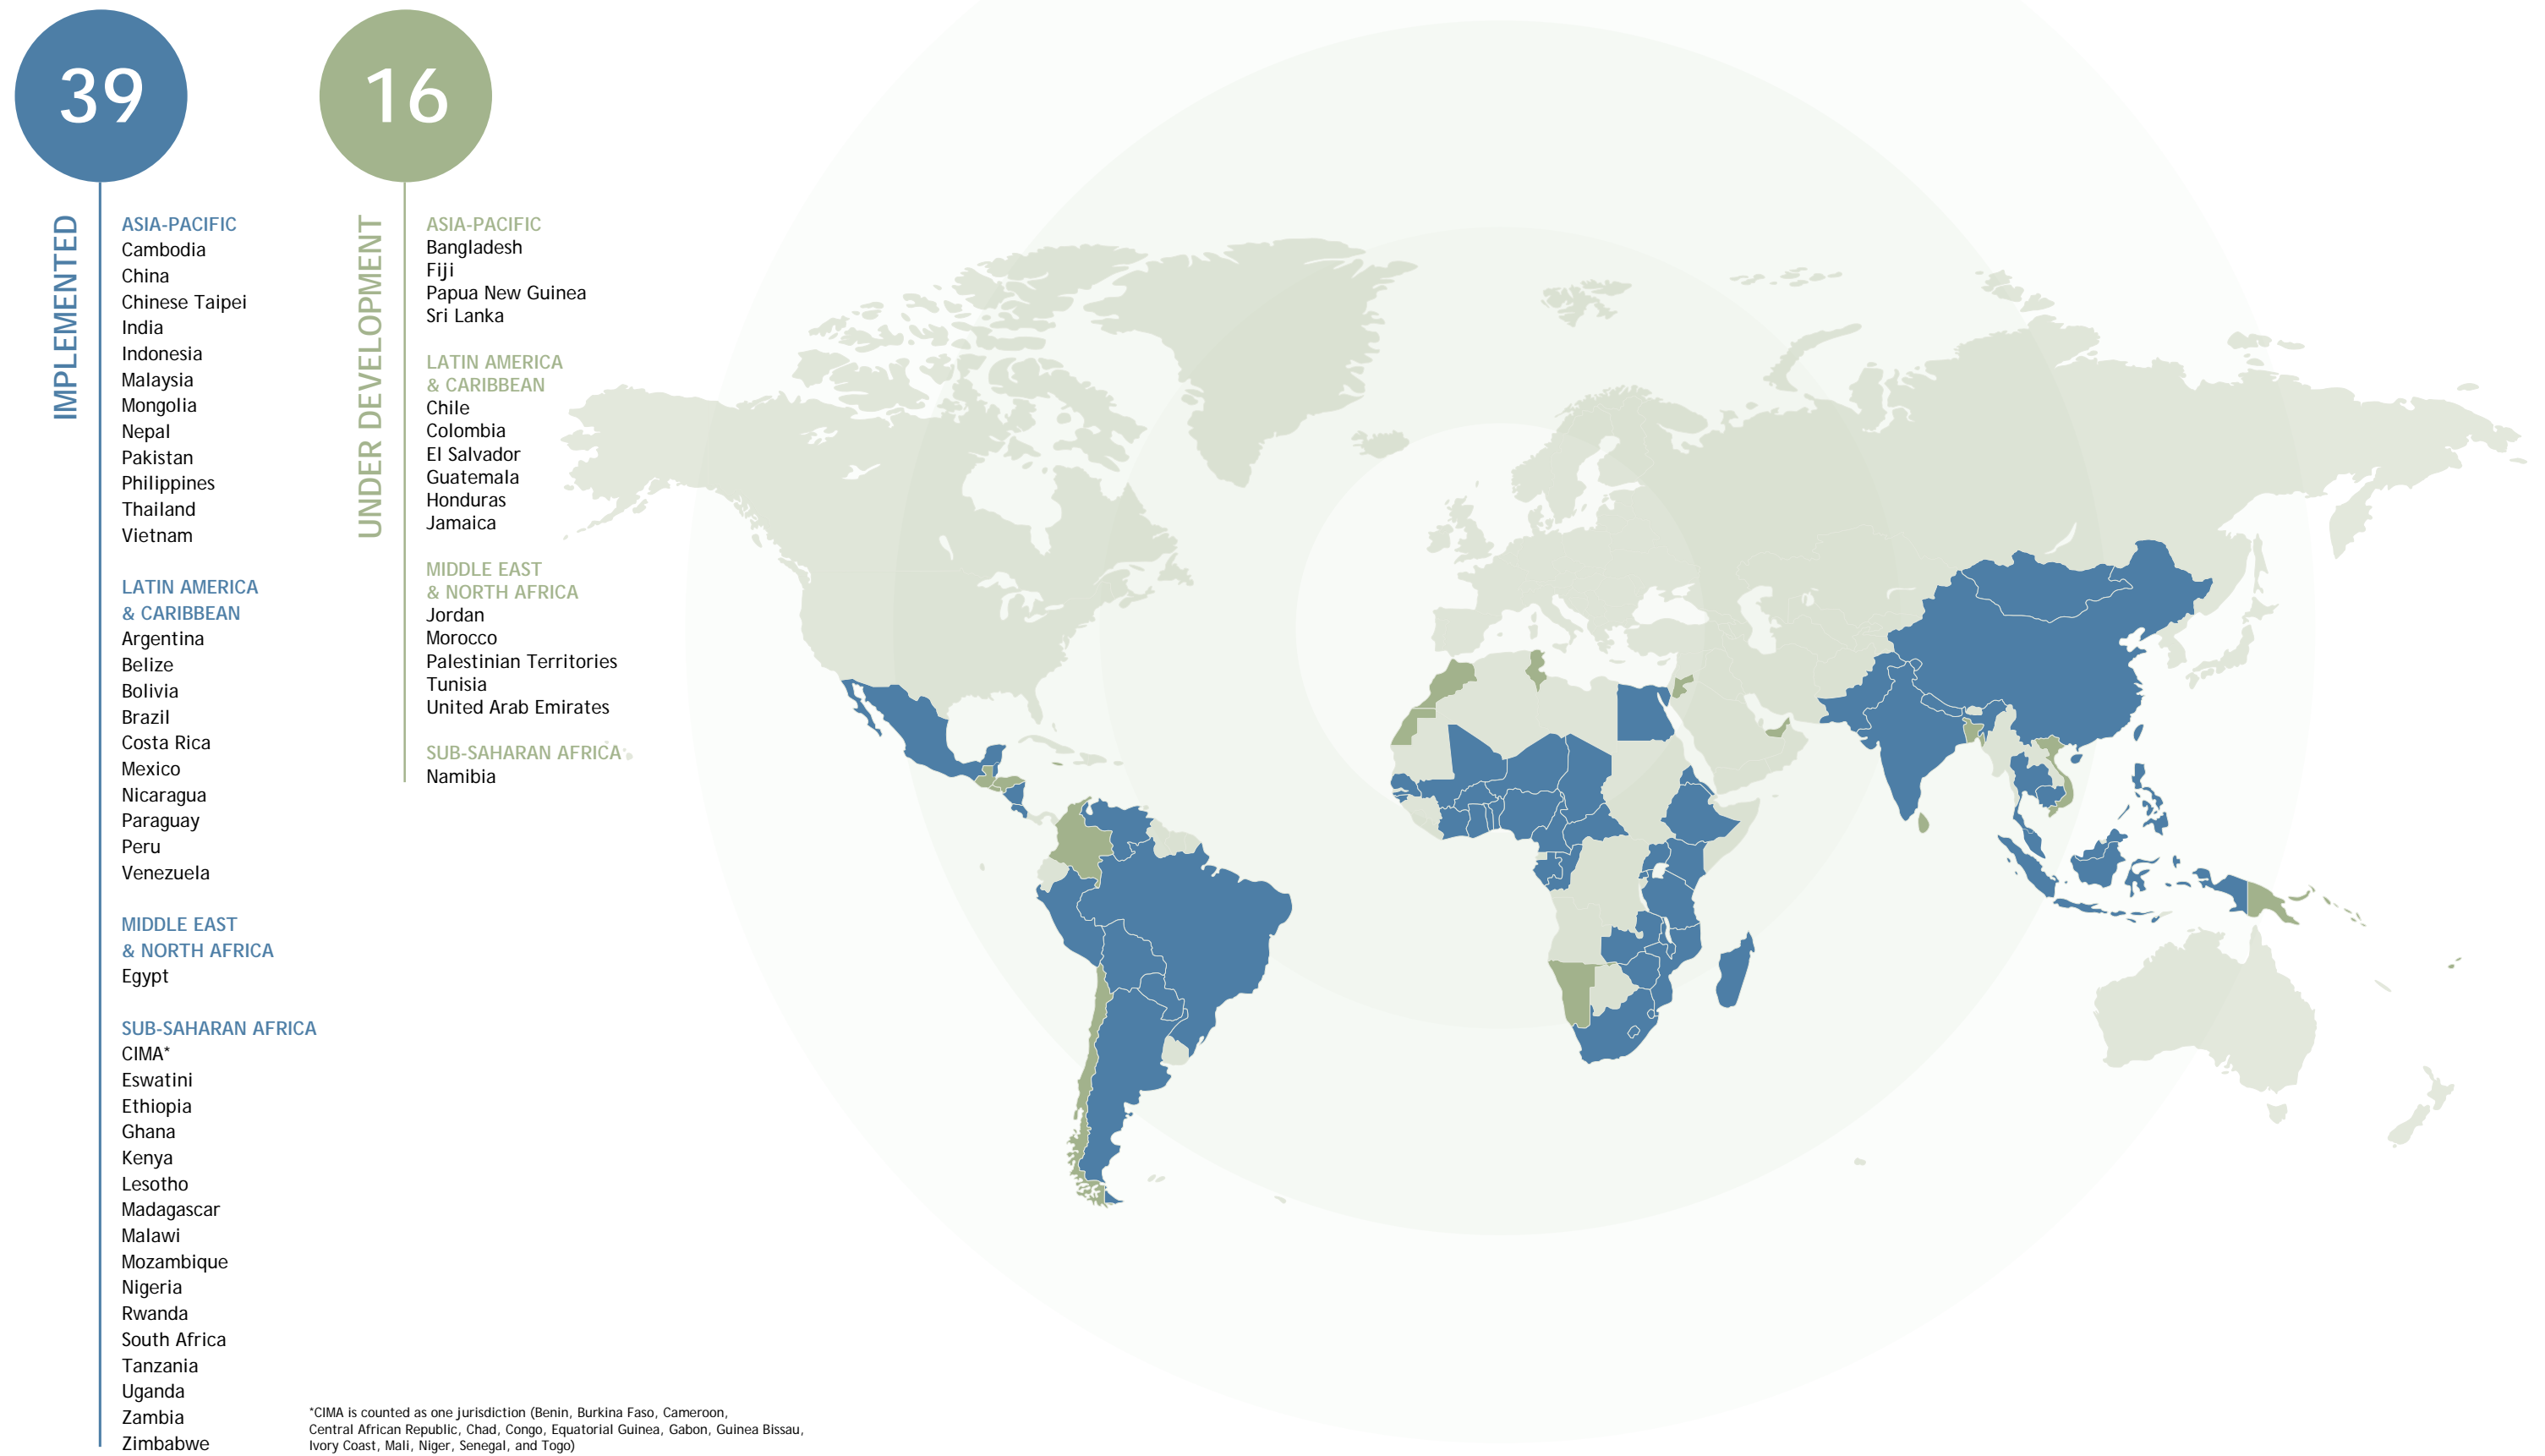 39
IMPLEMENTED
ASIA-PACIFIC
Cambodia
China
Chinese Taipei
India
Indonesia
Malaysia
Mongolia
Nepal
Pakistan
Philippines
Thailand
Vietnam
LATIN AMERICA
& CARIBBEAN
Argentina
Belize
Bolivia
Brazil
Costa Rica
Mexico
Nicaragua
Paraguay
Peru
Venezuela
MIDDLE EAST
& NORTH AFRICA
Egypt
SUB-SAHARAN AFRICA
CIMA*
Eswatini
Ethiopia
Ghana
Kenya
Lesotho
Madagascar
Malawi
Mozambique
Nigeria
Rwanda
South Africa
Tanzania
Uganda
Zambia
Zimbabwe
16
UNDER DEVELOPMENT
ASIA-PACIFIC
Bangladesh
Fiji
Papua New Guinea
Sri Lanka
LATIN AMERICA
& CARIBBEAN
Chile
Colombia
El Salvador
Guatemala
Honduras
Jamaica
MIDDLE EAST
& NORTH AFRICA
Jordan
Morocco
Palestinian Territories
Tunisia
United Arab Emirates
SUB-SAHARAN AFRICA
Namibia
*CIMA is counted as one jurisdiction (Benin, Burkina Faso, Cameroon,
Central African Republic, Chad, Congo, Equatorial Guinea, Gabon, Guinea Bissau,
Ivory Coast, Mali, Niger, Senegal, and Togo)